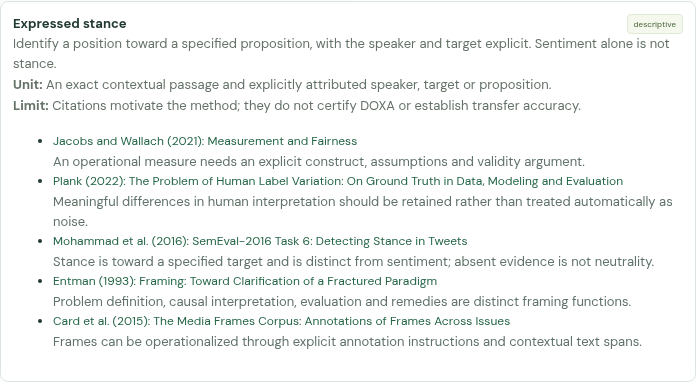 Expressed stance
descriptive
Identify a position toward a specified proposition, with the speaker and target explicit. Sentiment alone is not
stance.
Unit: An exact contextual passage and explicitly attributed speaker, target or proposition.
Limit: Citations motivate the method; they do not certify DOXA or establish transfer accuracy.
Jacobs and Wallach (2021): Measurement and Fairness
An operational measure needs an explicit construct, assumptions and validity argument.
Plank (2022): The Problem of Human Label Variation: On Ground Truth in Data, Modeling and Evaluation
Meaningful differences in human interpretation should be retained rather than treated automatically as
noise.
Mohammad et al. (2016): SemEval-2016 Task 6: Detecting Stance in Tweets
Stance is toward a specified target and is distinct from sentiment; absent evidence is not neutrality.
Entman (1993): Framing: Toward Clarification of a Fractured Paradigm
Problem definition, causal interpretation, evaluation and remedies are distinct framing functions.
Card et al. (2015): The Media Frames Corpus: Annotations of Frames Across Issues
Frames can be operationalized through explicit annotation instructions and contextual text spans.